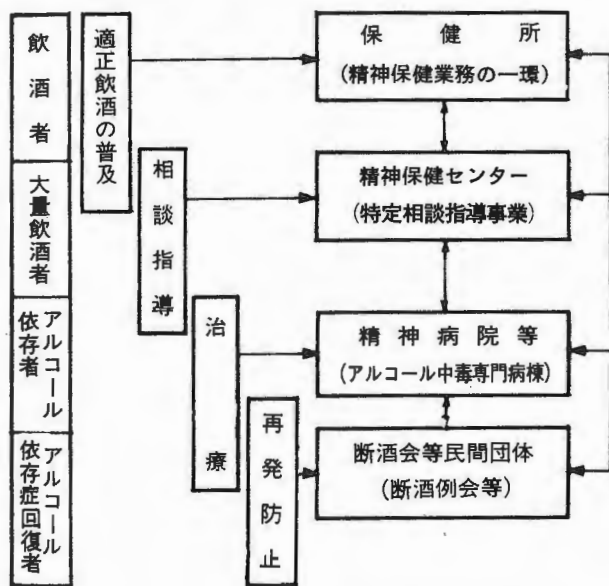 飲酒者
大量飲酒者
アルコール
依存者
アルコール
依存症回復者
適正飲酒の普及
相談指導
治療
再発防止
保健所
(精神保健業務の一環)
精神保健センター
(特定相談指導事業)
精神病院等
(アルコール中毒専門病棟)
断酒会等民間団体
(断酒例会等)